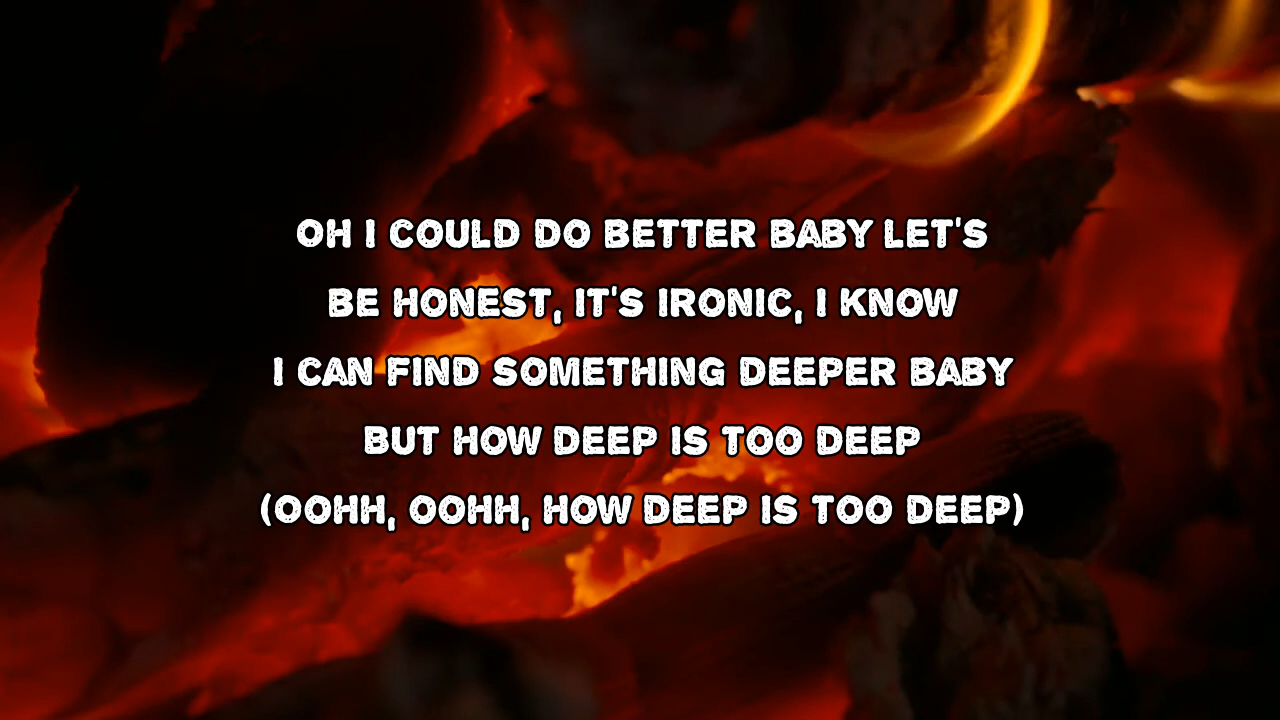 OH I COULD DO BETTER BABY LET'S
BE HONEST, IT'S IRONIC, I KNOW
I CAN FIND SOMETHING DEEPER BABY
BUT HOW DEEP IS TOO DEEP
(OOHH, OOHH, HOW DEEP IS TOO DEEP)